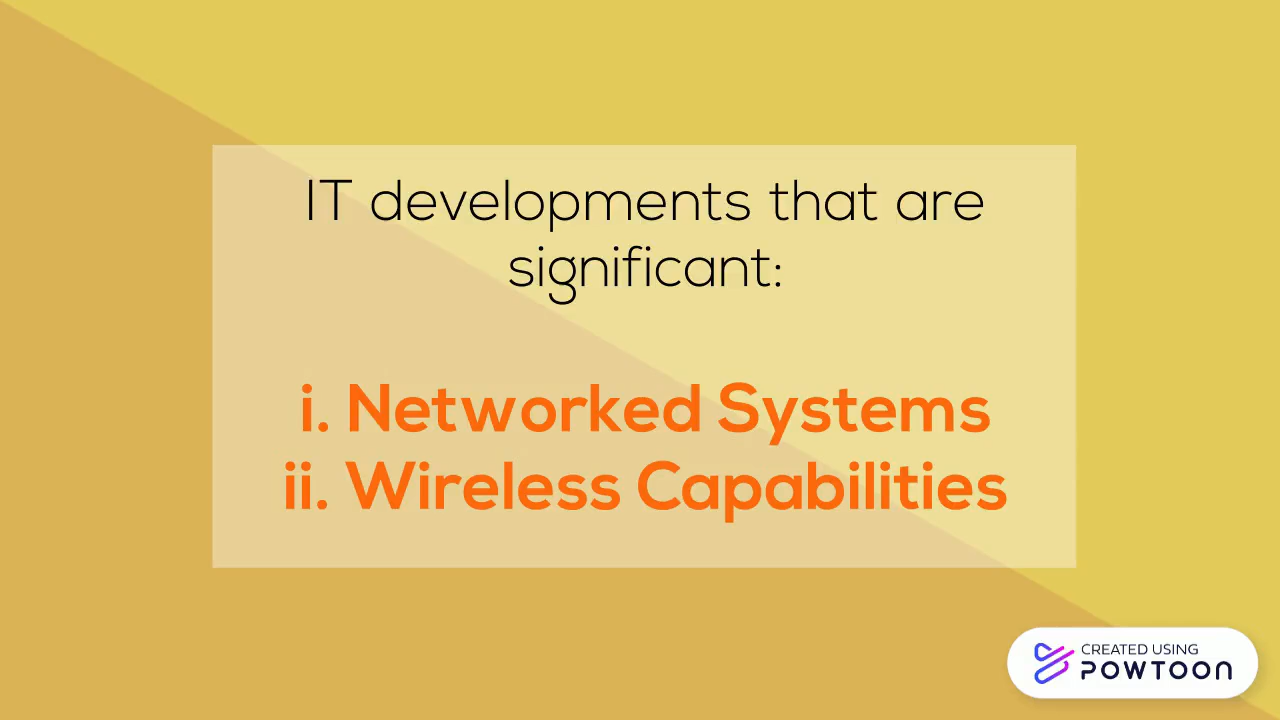 IT developments that are
significant:
i. Networked Systems
ii. Wireless Capabilities
CREATED USING
POWTOON